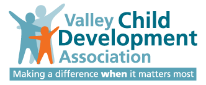 Valley Child
Development
Association
Making a difference when it matters most